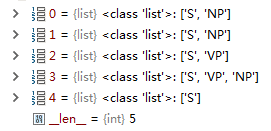 0 = {list} <class 'list'>: ['S', 'NP']
1 = {list} <class 'list'>: ['S', 'NP']
2 = {list} <class 'list'>: ['S', 'VP']
3 = {list} <class 'list'>: ['S', 'VP', 'NP']
4 = {list} <class 'list'>: ['S']
__len__ = {int} 5